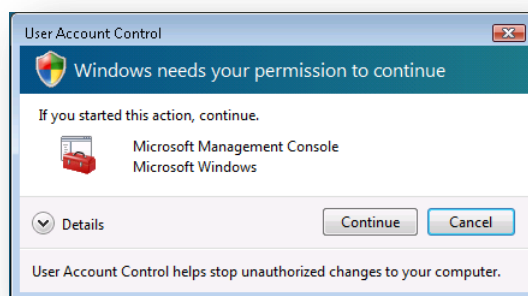 User Account Control
Windows needs your permission to continue
If you started this action, continue.
Microsoft Management Console
Microsoft Windows
Details
Continue
Cancel
User Account Control helps stop unauthorized changes to your computer.